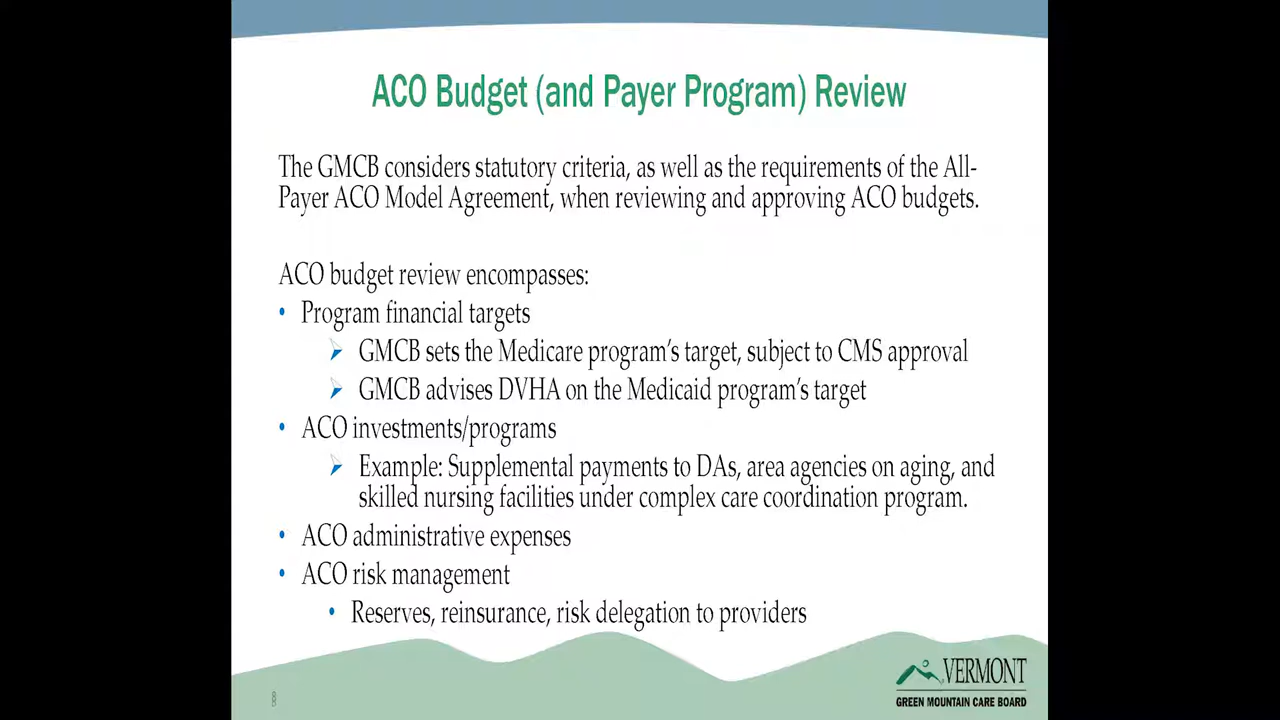 ACO Budget (and Payer Program) Review
The GMCB considers statutory criteria, as well as the requirements of the All-
Payer ACO Model Agreement, when reviewing and approving ACO budgets.
ACO budget review encompasses:
• Program financial targets
GMCB sets the Medicare program's target, subject to CMS approval
GMCB advises DVHA on the Medicaid program's target
• ACO investments/programs
Example: Supplemental payments to DAs, area agencies on aging, and
skilled nursing facilities under complex care coordination program.
• ACO administrative expenses
• ACO risk management
• Reserves, reinsurance, risk delegation to providers
8
VERMONT
GREEN MOUNTAIN CARE BOARD